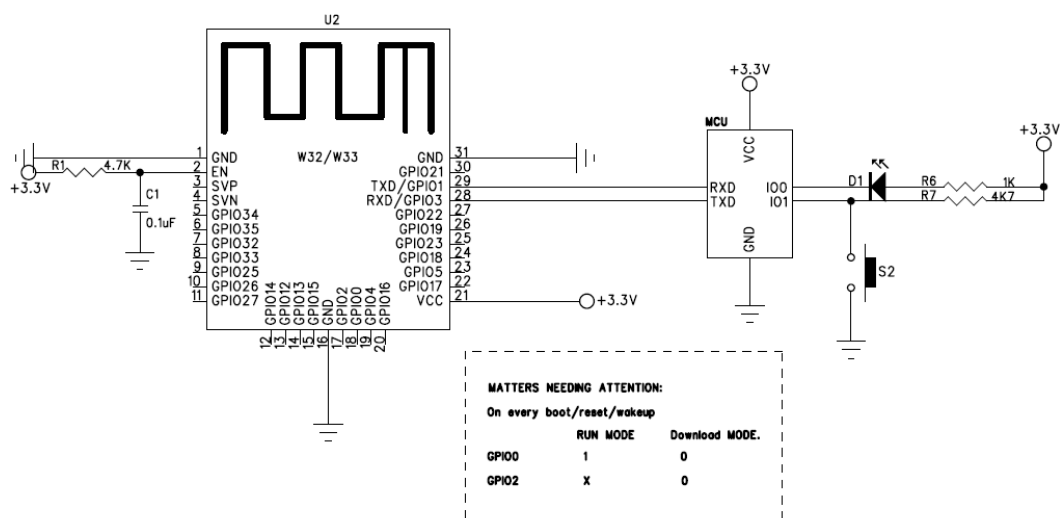 U2
W32/W33
+3.3V
R1 4.7K
C1
0.1uF
1 GND
2 EN
3 SVP
4 SVN
5 GPIO34
6 GPIO35
7 GPIO32
8 GPIO33
9 GPIO25
10 GPIO26
11 GPIO27
12 GPIO14
13 GPIO12
14 GPIO13
15 GPIO15
16 GND
17 GPIO2
18 GPIO0
19 GPIO4
20 GPIO16
GND 31
GPIO21 30
TXD/GPIO1 29
RXD/GPIO3 28
GPIO22 27
GPIO19 26
GPIO23 25
GPIO18 24
GPIO5 23
GPIO17 22
VCC 21
+3.3V
+3.3V
MCU
VCC
RXD IO0
TXD IO1
GND
D1
R6 1K
R7 4K7
+3.3V
S2
MATTERS NEEDING ATTENTION:
On every boot/reset/wakeup
RUN MODE Download MODE.
GPIO0 1 0
GPIO2 X 0